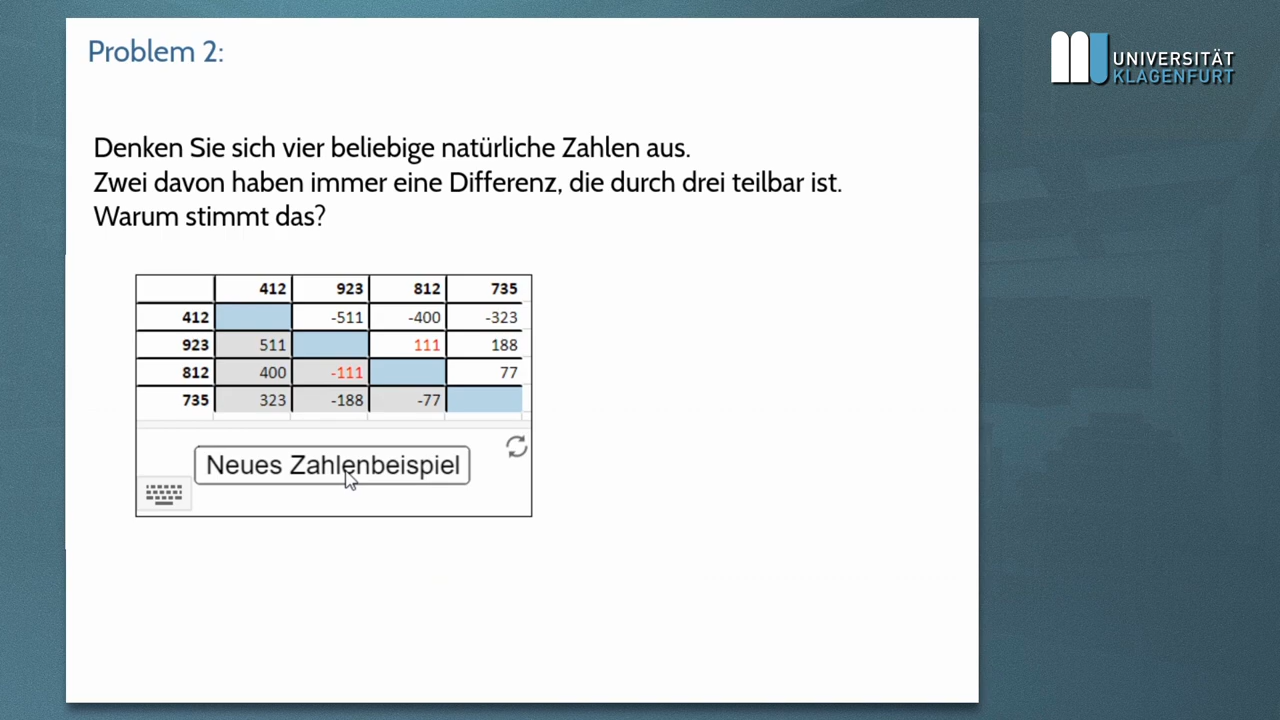 Problem 2:
UNIVERSITÄT
KLAGENFURT
Denken Sie sich vier beliebige natürliche Zahlen aus.
Zwei davon haben immer eine Differenz, die durch drei teilbar ist.
Warum stimmt das?
412 923 812 735
412 -511 -400 -323
923 511 111 188
812 400 -111 77
735 323 -188 -77
Neues Zahlenbeispiel